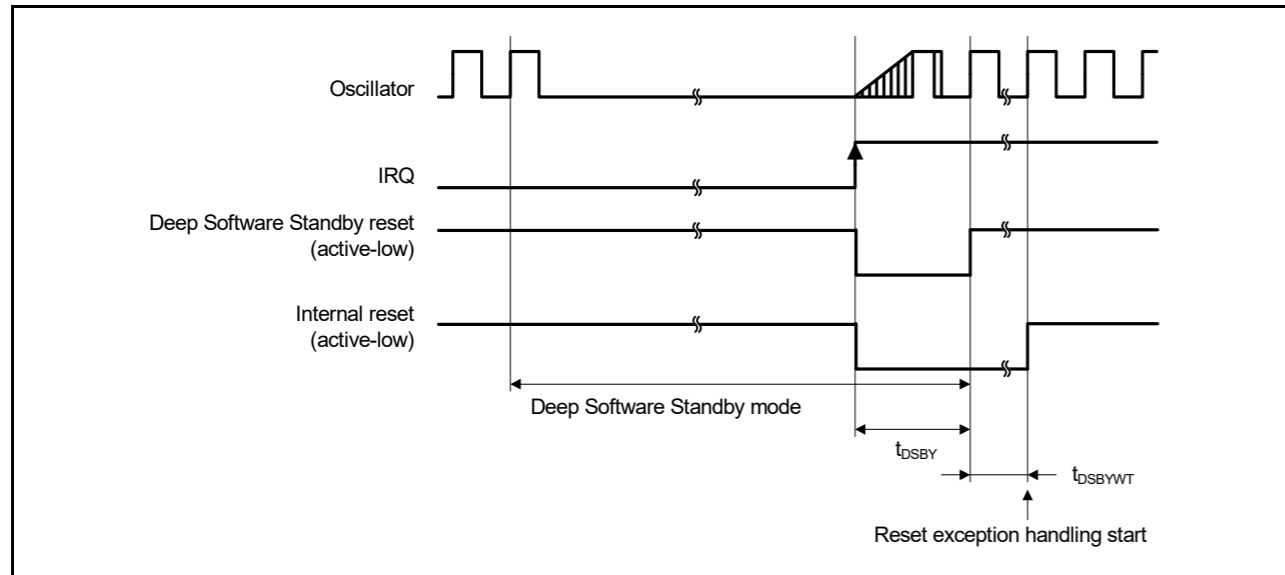 Oscillator
IRQ
Deep Software Standby reset
(active-low)
Internal reset
(active-low)
Deep Software Standby mode
tDSBY
tDSBYWT
Reset exception handling start